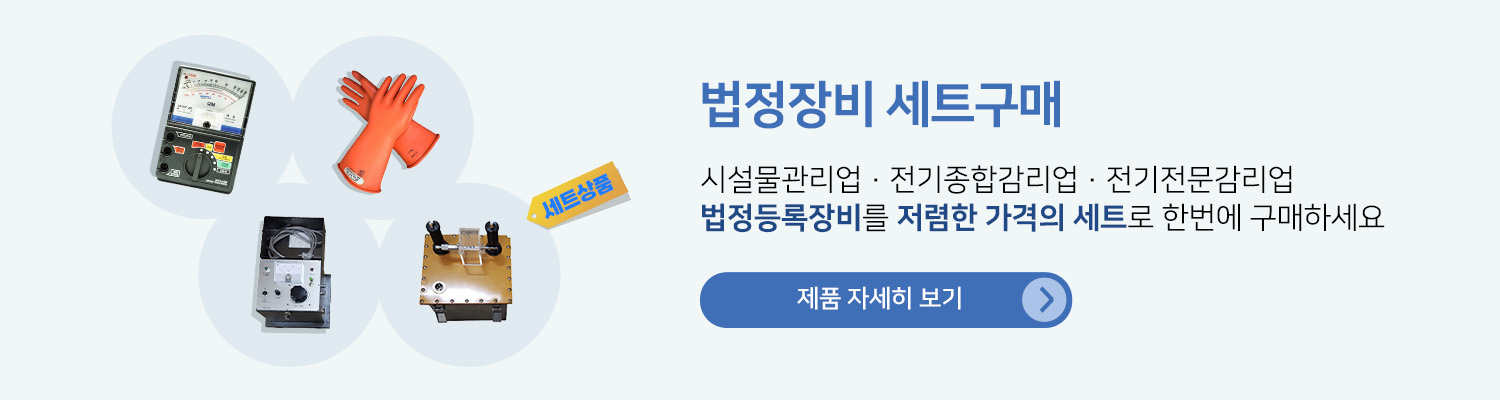 세트상품
법정장비 세트구매
시설물관리업 · 전기종합감리업 · 전기전문감리업
법정등록장비를 저렴한 가격의 세트로 한번에 구매하세요
제품 자세히 보기